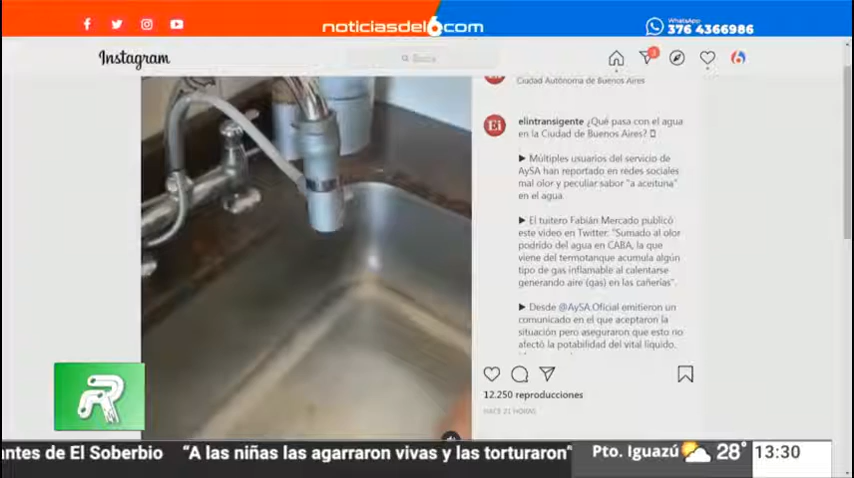 noticiasdel6.com
WhatsApp
376 4366986
Instagram
Busca
3
Ciudad Autónoma de Buenos Aires
Ei
elintransigente ¿Qué pasa con el agua
en la Ciudad de Buenos Aires?
▶ Múltiples usuarios del servicio de
AySA han reportado en redes sociales
mal olor y peculiar sabor "a aceituna"
en el agua.
▶ El tuitero Fabián Mercado publicó
este video en Twitter: "Sumado al olor
podrido del agua en CABA, la que
viene del termotanque acumula algún
tipo de gas inflamable al calentarse
generando aire (gas) en las cañerías".
▶ Desde @AySA.Oficial emitieron un
comunicado en el que aceptaron la
situación pero aseguraron que esto no
afectó la potabilidad del vital líquido.
12.250 reproducciones
HACE 21 HORAS
R
antes de El Soberbio "A las niñas las agarraron vivas y las torturaron"
Pto. Iguazú 28° 13:30